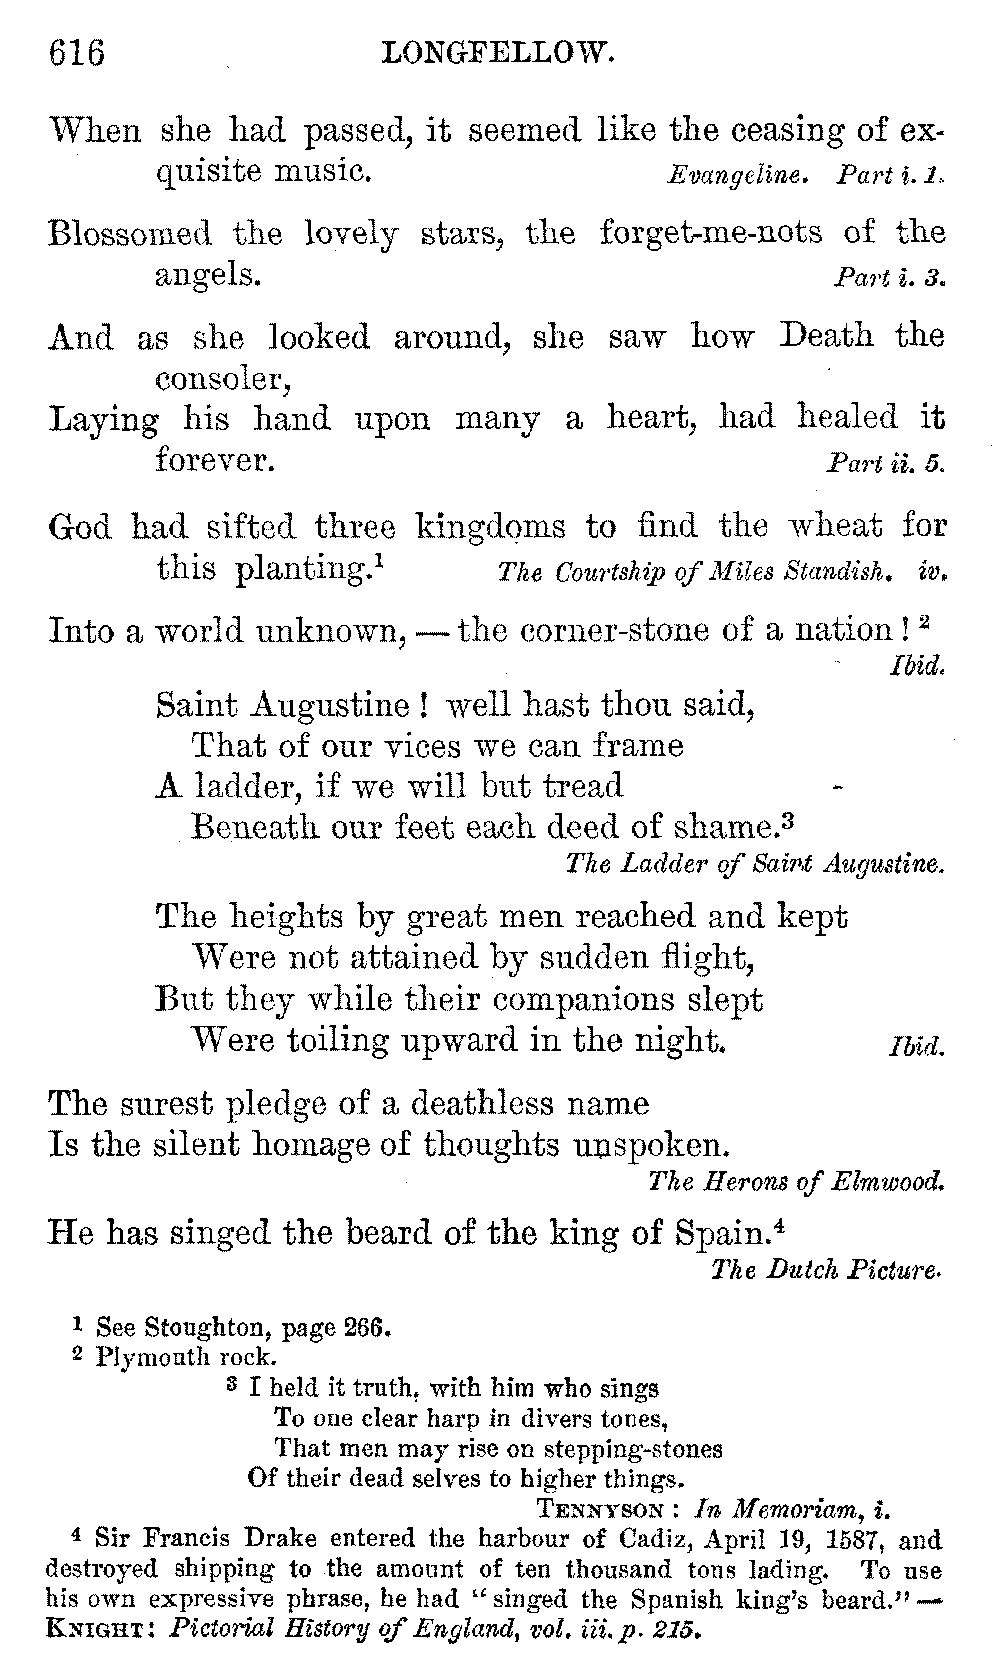 616 LONGFELLOW.
When she had passed, it seemed like the ceasing of ex-
quisite music. Evangeline. Part i. 1.
Blossomed the lovely stars, the forget-me-nots of the
angels. Part i. 3.
And as she looked around, she saw how Death the
consoler,
Laying his hand upon many a heart, had healed it
forever. Part ii. 5.
God had sifted three kingdoms to find the wheat for
this planting.¹ The Courtship of Miles Standish. iv.
Into a world unknown, — the corner-stone of a nation! ²
Ibid.
Saint Augustine! well hast thou said,
That of our vices we can frame
A ladder, if we will but tread
Beneath our feet each deed of shame.³
The Ladder of Saint Augustine.
The heights by great men reached and kept
Were not attained by sudden flight,
But they while their companions slept
Were toiling upward in the night. Ibid.
The surest pledge of a deathless name
Is the silent homage of thoughts unspoken.
The Herons of Elmwood.
He has singed the beard of the king of Spain.⁴
The Dutch Picture.
¹ See Stoughton, page 266.
² Plymouth rock.
³ I held it truth, with him who sings
To one clear harp in divers tones,
That men may rise on stepping-stones
Of their dead selves to higher things.
TENNYSON: In Memoriam, i.
⁴ Sir Francis Drake entered the harbour of Cadiz, April 19, 1587, and
destroyed shipping to the amount of ten thousand tons lading. To use
his own expressive phrase, he had "singed the Spanish king's beard." —
KNIGHT: Pictorial History of England, vol. iii. p. 215.